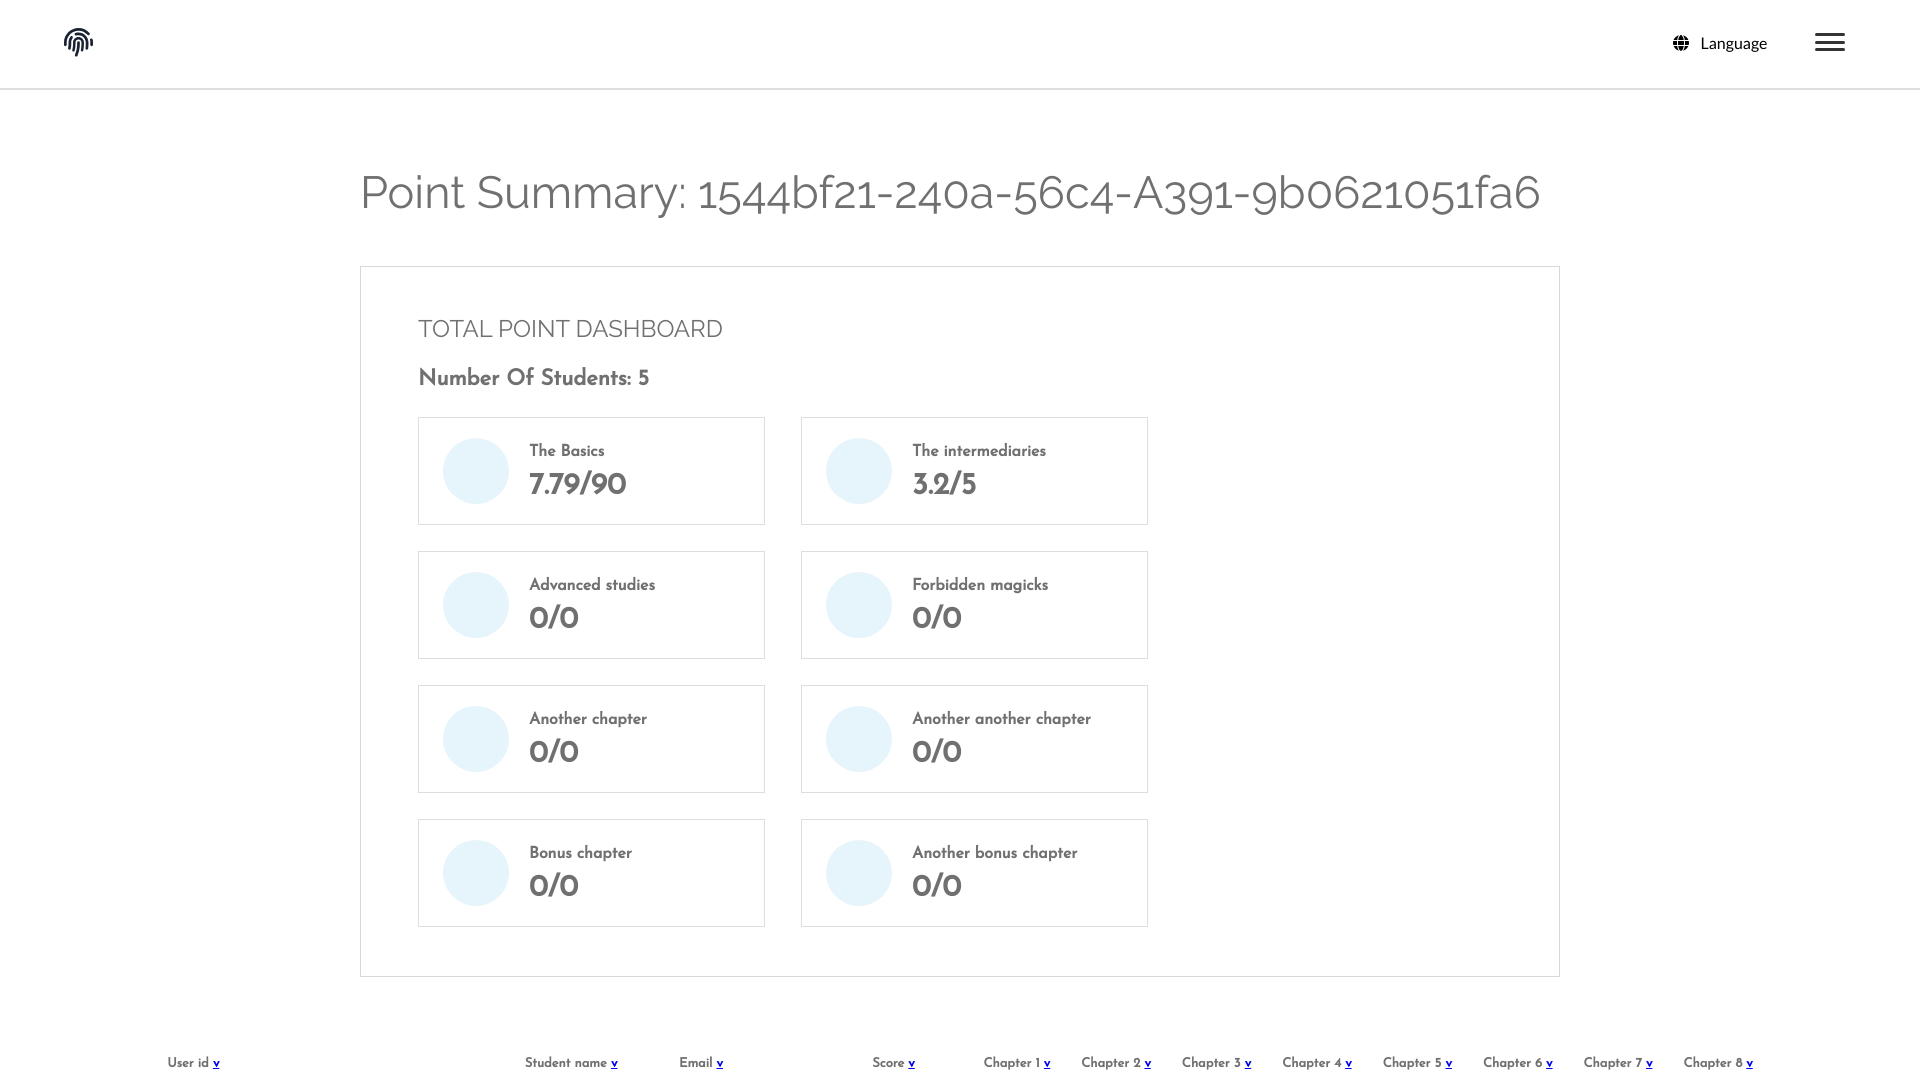 Language
Point Summary: 1544bf21-240a-56c4-A391-9b0621051fa6
TOTAL POINT DASHBOARD
Number Of Students: 5
The Basics
7.79/90
The intermediaries
3.2/5
Advanced studies
0/0
Forbidden magicks
0/0
Another chapter
0/0
Another another chapter
0/0
Bonus chapter
0/0
Another bonus chapter
0/0
User id v Student name v Email v Score v Chapter 1 v Chapter 2 v Chapter 3 v Chapter 4 v Chapter 5 v Chapter 6 v Chapter 7 v Chapter 8 v